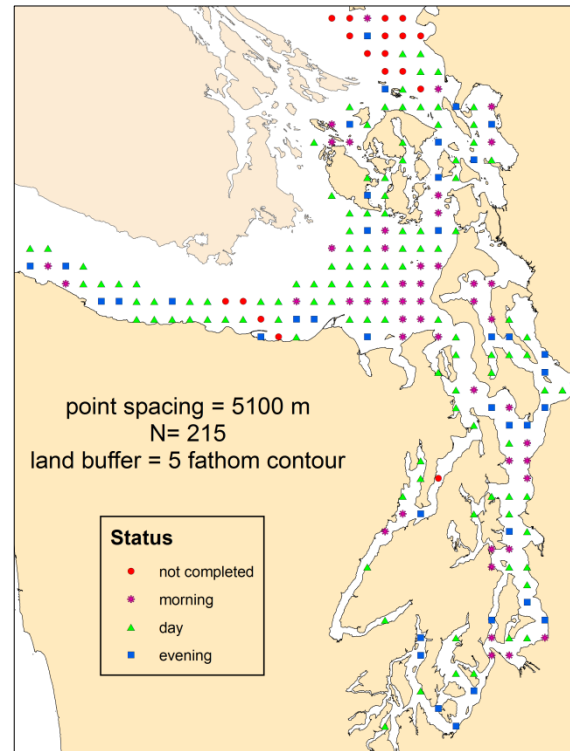 point spacing = 5100 m
N= 215
land buffer = 5 fathom contour
Status
not completed
morning
day
evening